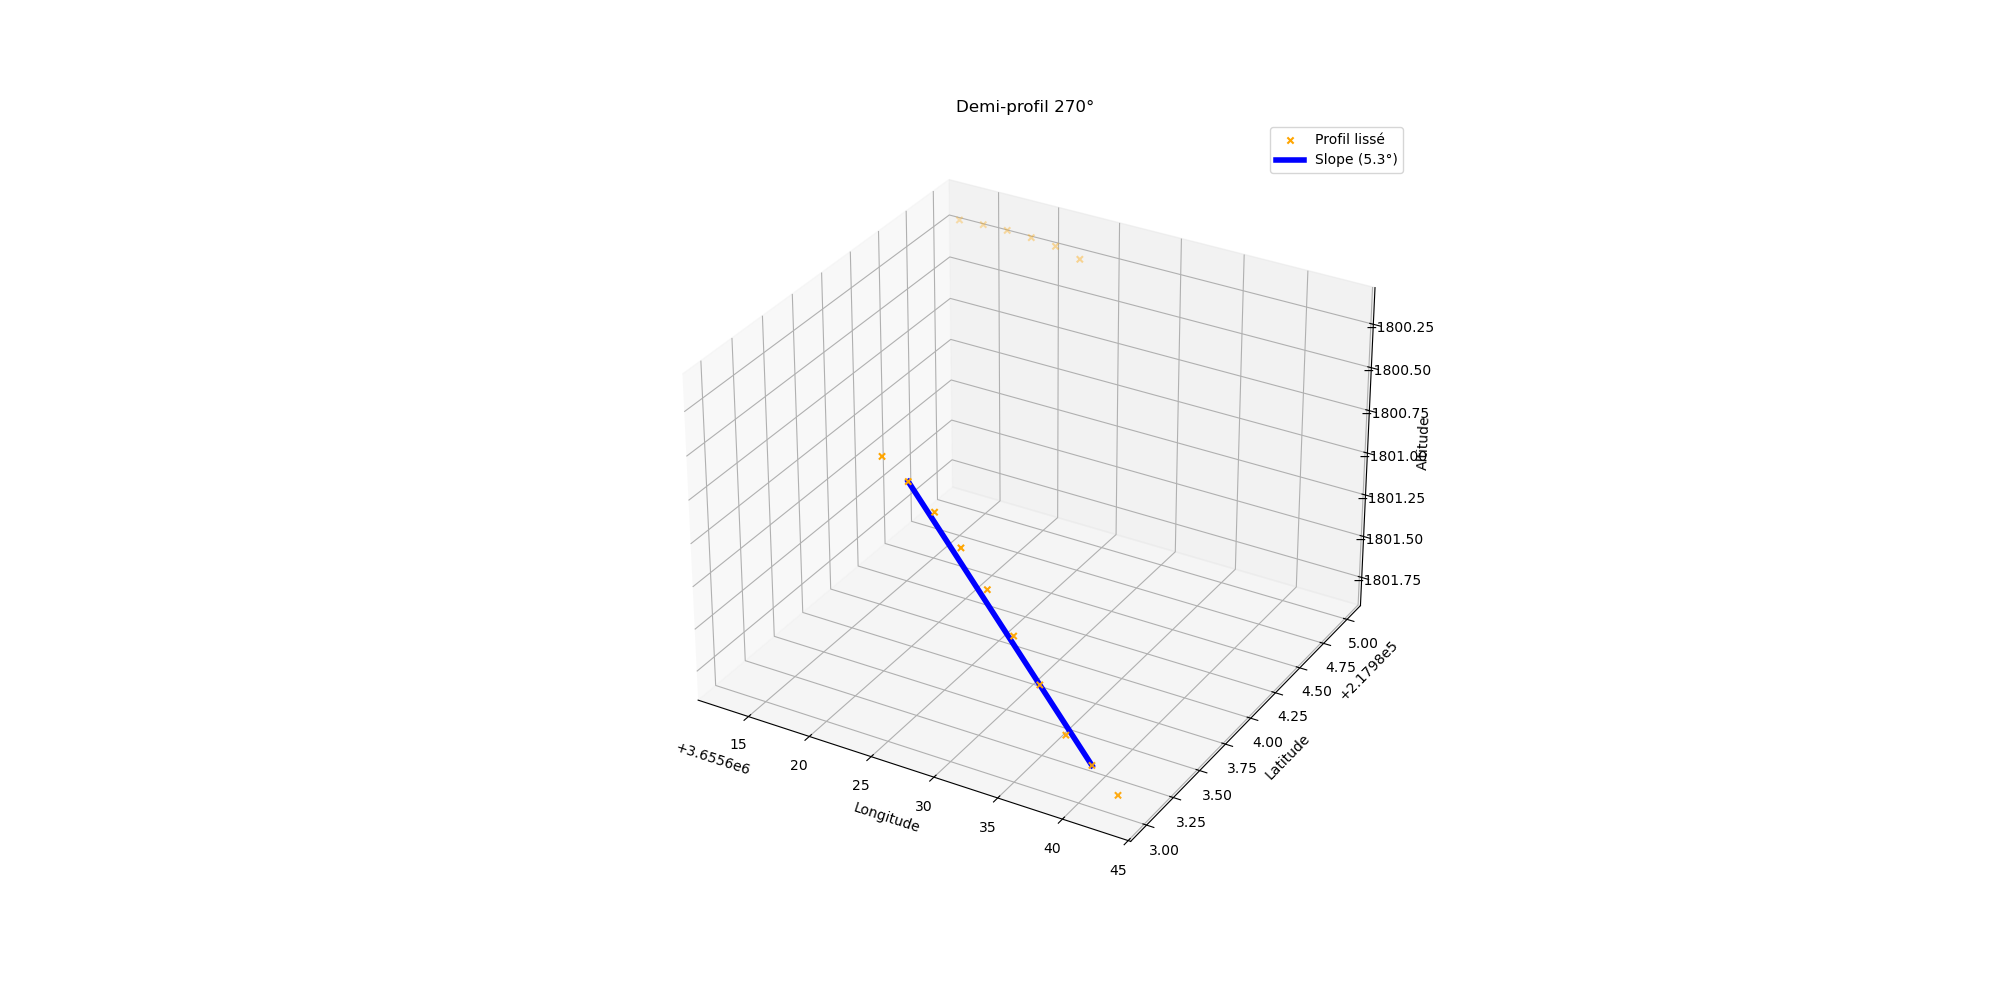 Demi-profil 270°
Profil lissé
Slope (5.3°)
−1800.25
−1800.50
−1800.75
−1801.00
−1801.25
−1801.50
−1801.75
Altitude
5.00
4.75
4.50
4.25
4.00
3.75
3.50
3.25
3.00
+2.1798e5
Latitude
15
20
25
30
35
40
45
+3.6556e6
Longitude